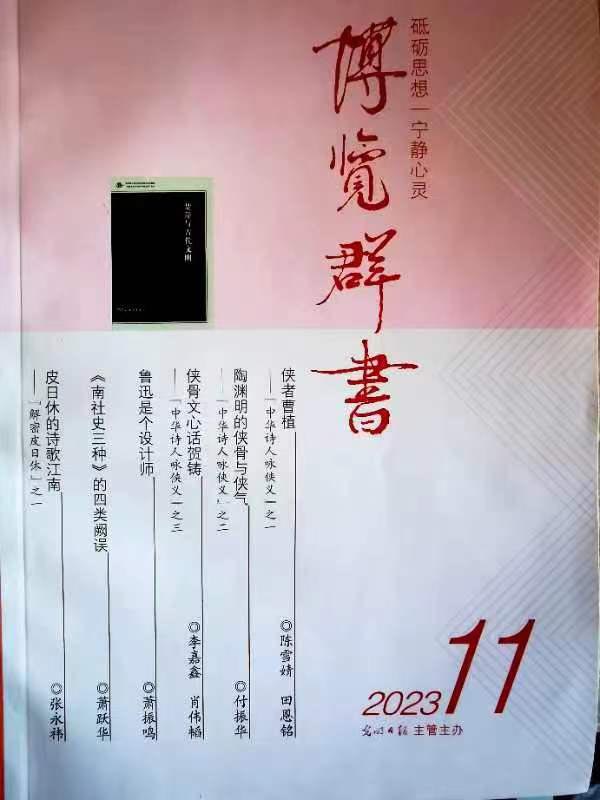 砥砺思想 宁静心灵
博览群書
侠者曹植
——「中华诗人咏侠义」之一
◎陈雪婧 田恩铭
陶渊明的侠骨与侠气
——「中华诗人咏侠义」之二
◎付振华
侠骨文心话贺铸
——「中华诗人咏侠义」之三
◎李嘉鑫 肖伟韬
鲁迅是个设计师
◎萧振鸣
《南社史三种》的四类阙误
◎萧跃华
皮日休的诗歌江南
——「解密皮日休」之一
◎张永祎
2023 11
光明日报 主管主办